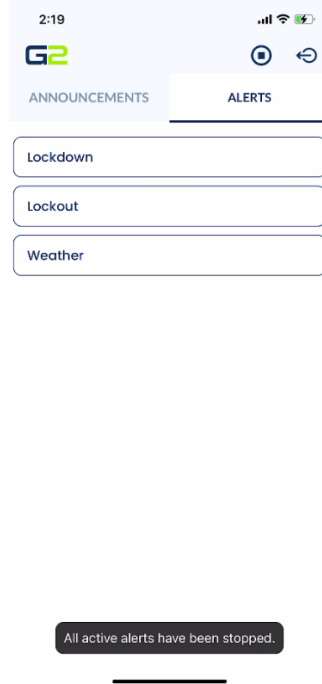 2:19
G2
ANNOUNCEMENTS
ALERTS
Lockdown
Lockout
Weather
All active alerts have been stopped.